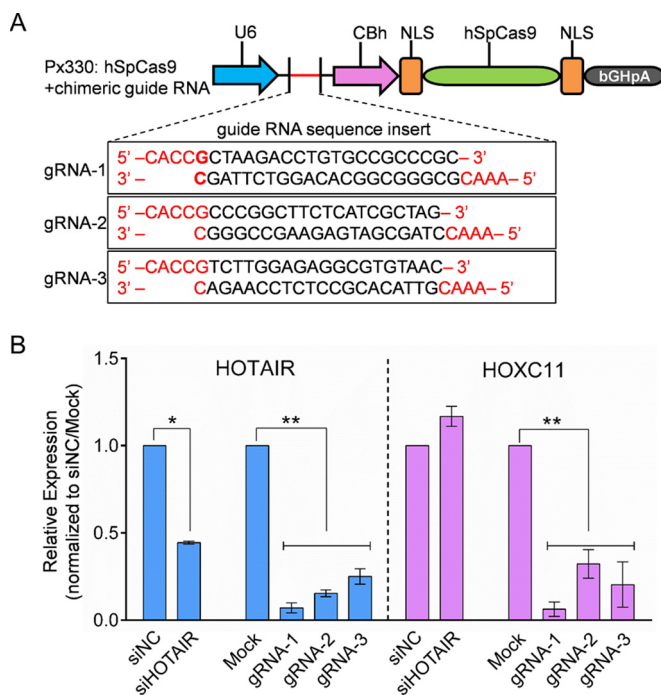 A
U6
CBh
NLS
hSpCas9
NLS
Px330: hSpCas9
+chimeric guide RNA
bGHpA
guide RNA sequence insert
gRNA-1
5' –CACCGCTAAGACCTGTGCCGCCCGC– 3'
3' – CGATTCTGGACACGGCGGGCGCAAA– 5'
gRNA-2
5' –CACCGCCCGGCTTCTCATCGCTAG– 3'
3' – CGGGCCGAAGAGTAGCGATCCAAA– 5'
gRNA-3
5' –CACCGTCTTGGAGAGGCGTGTAAC– 3'
3' – CAGAACCTCTCCGCACATTGCAAA– 5'
B
Relative Expression
(normalized to siNC/Mock)
1.5
1.0
0.5
0.0
HOTAIR
HOXC11
*
**
**
siNC
siHOTAIR
Mock
gRNA-1
gRNA-2
gRNA-3
siNC
siHOTAIR
Mock
gRNA-1
gRNA-2
gRNA-3